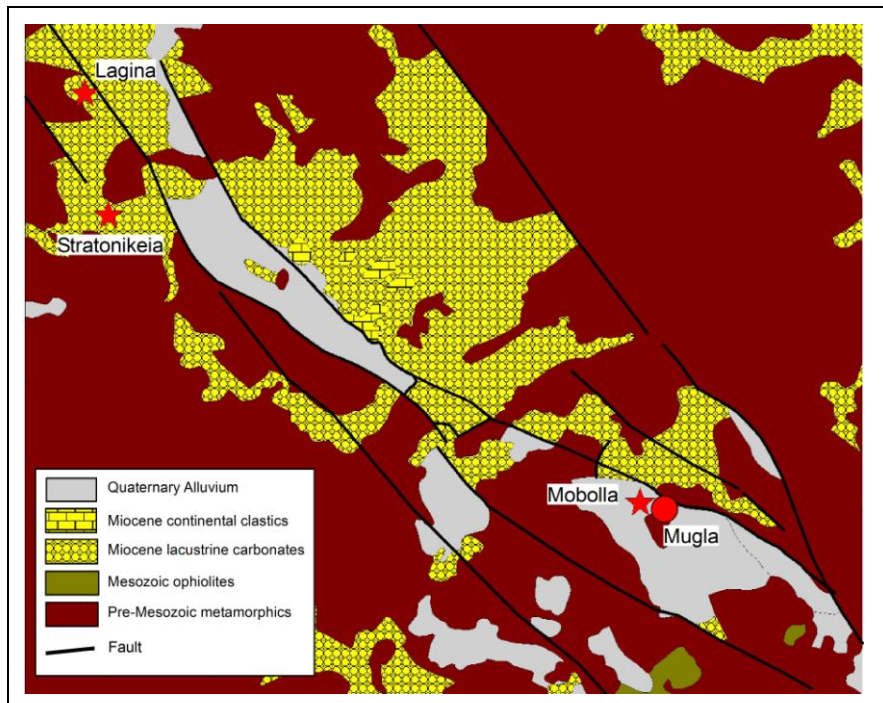 Lagina
Stratonikeia
Mobolla
Mugla
Quaternary Alluvium
Miocene continental clastics
Miocene lacustrine carbonates
Mesozoic ophiolites
Pre-Mesozoic metamorphics
Fault